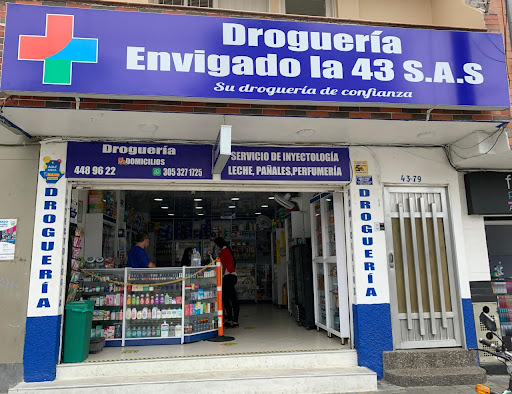 Droguería
Envigado la 43 S.A.S
Su droguería de confianza
Droguería
DOMICILIOS
448 96 22
305 327 1725
SERVICIO DE INYECTOLOGÍA
LECHE, PAÑALES, PERFUMERÍA
43-79
DROGUERÍA
DROGUERÍA